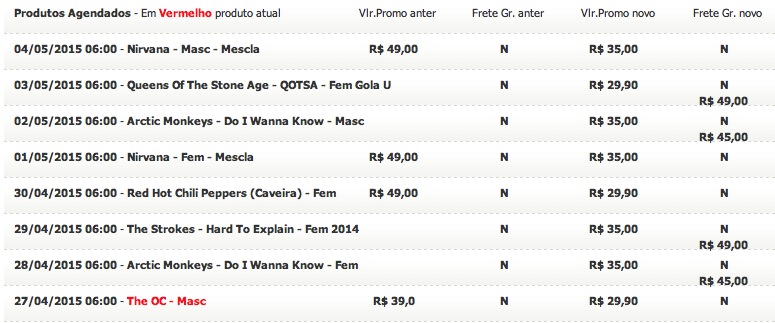 Produtos Agendados - Em Vermelho produto atual Vlr.Promo anter Frete Gr. anter Vlr.Promo novo Frete Gr. novo
04/05/2015 06:00 - Nirvana - Masc - Mescla R$ 49,00 N R$ 35,00 N
03/05/2015 06:00 - Queens Of The Stone Age - QOTSA - Fem Gola U N R$ 29,90 N
R$ 49,00
02/05/2015 06:00 - Arctic Monkeys - Do I Wanna Know - Masc N R$ 35,00 N
R$ 45,00
01/05/2015 06:00 - Nirvana - Fem - Mescla R$ 49,00 N R$ 35,00 N
30/04/2015 06:00 - Red Hot Chili Peppers (Caveira) - Fem R$ 49,00 N R$ 29,90 N
29/04/2015 06:00 - The Strokes - Hard To Explain - Fem 2014 N R$ 35,00 N
R$ 49,00
28/04/2015 06:00 - Arctic Monkeys - Do I Wanna Know - Fem N R$ 35,00 N
R$ 45,00
27/04/2015 06:00 - The OC - Masc R$ 39,0 N R$ 29,90 N